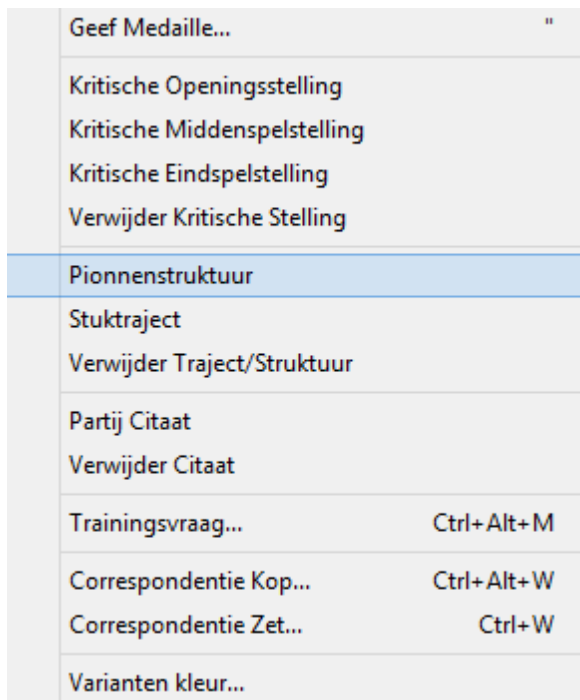 Geef Medaille... "
Kritische Openingsstelling
Kritische Middenspelstelling
Kritische Eindspelstelling
Verwijder Kritische Stelling
Pionnenstruktuur
Stuktraject
Verwijder Traject/Struktuur
Partij Citaat
Verwijder Citaat
Trainingsvraag... Ctrl+Alt+M
Correspondentie Kop... Ctrl+Alt+W
Correspondentie Zet... Ctrl+W
Varianten kleur...